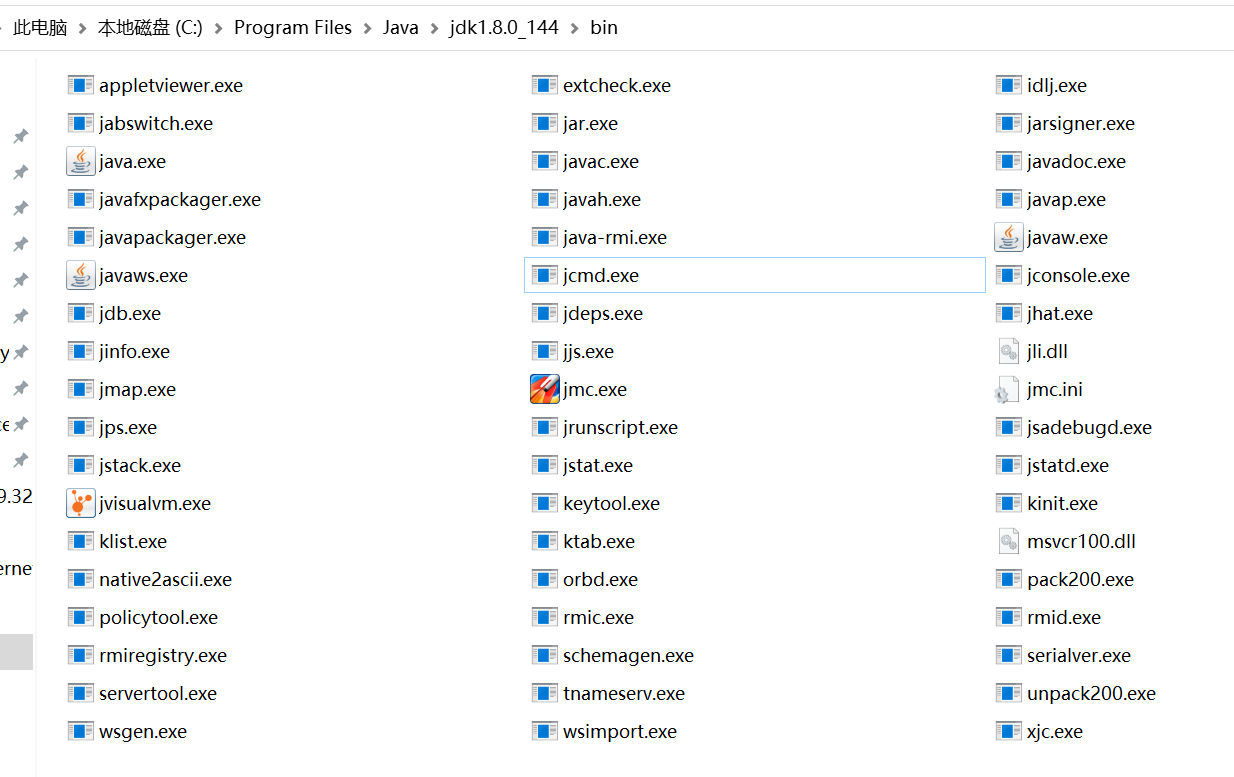 此电脑 > 本地磁盘 (C:) > Program Files > Java > jdk1.8.0_144 > bin
appletviewer.exe extcheck.exe idlj.exe
jabswitch.exe jar.exe jarsigner.exe
java.exe javac.exe javadoc.exe
javafxpackager.exe javah.exe javap.exe
javapackager.exe java-rmi.exe javaw.exe
javaws.exe jcmd.exe jconsole.exe
jdb.exe jdeps.exe jhat.exe
jinfo.exe jjs.exe jli.dll
y
jmap.exe jmc.exe jmc.ini
jps.exe jrunscript.exe jsadebugd.exe
ce
jstack.exe jstat.exe jstatd.exe
9.32
jvisualvm.exe keytool.exe kinit.exe
klist.exe ktab.exe msvcr100.dll
erne
native2ascii.exe orbd.exe pack200.exe
policytool.exe rmic.exe rmid.exe
rmiregistry.exe schemagen.exe serialver.exe
servertool.exe tnameserv.exe unpack200.exe
wsgen.exe wsimport.exe xjc.exe